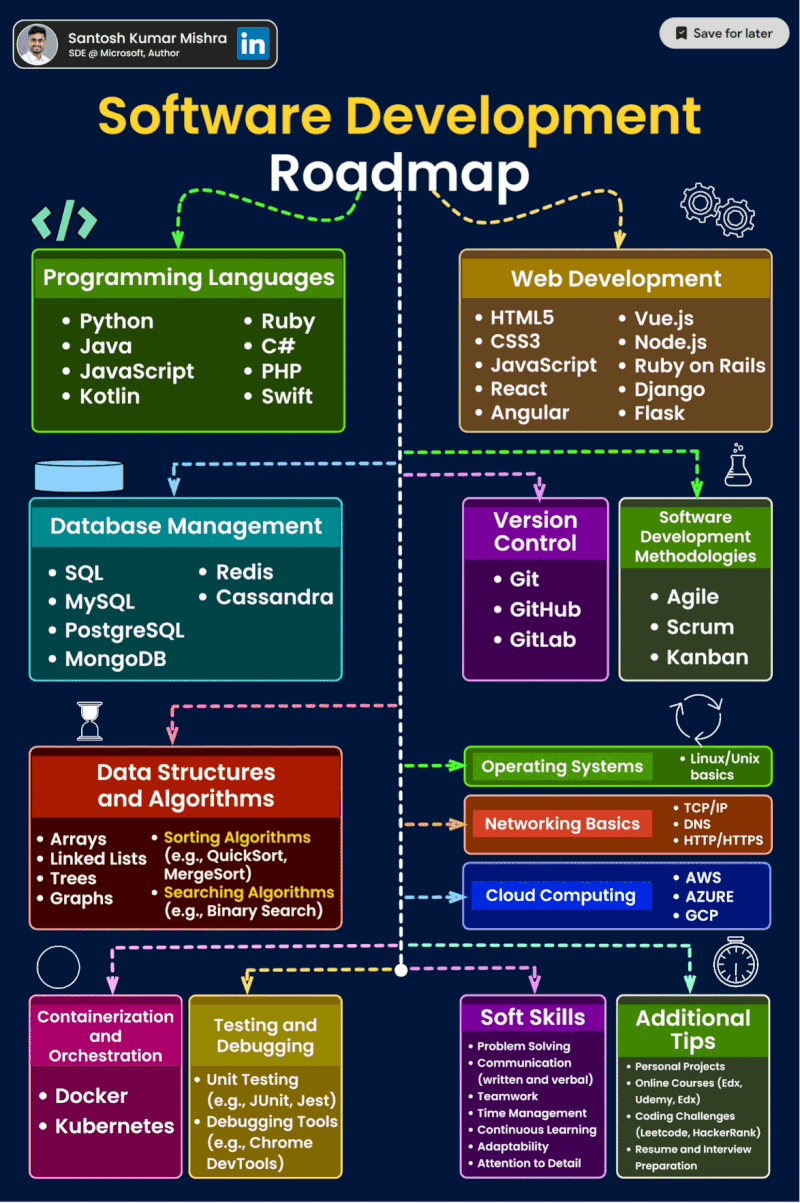 Santosh Kumar Mishra
SDE @ Microsoft, Author
in
Save for later
Software Development
Roadmap
Programming Languages
• Python
• Java
• JavaScript
• Kotlin
• Ruby
• C#
• PHP
• Swift
Web Development
• HTML5
• CSS3
• JavaScript
• React
• Angular
• Vue.js
• Node.js
• Ruby on Rails
• Django
• Flask
Database Management
• SQL
• MySQL
• PostgreSQL
• MongoDB
• Redis
• Cassandra
Version
Control
• Git
• GitHub
• GitLab
Software
Development
Methodologies
• Agile
• Scrum
• Kanban
Data Structures
and Algorithms
• Arrays
• Linked Lists
• Trees
• Graphs
• Sorting Algorithms
(e.g., QuickSort,
MergeSort)
• Searching Algorithms
(e.g., Binary Search)
Operating Systems
• Linux/Unix
basics
Networking Basics
• TCP/IP
• DNS
• HTTP/HTTPS
Cloud Computing
• AWS
• AZURE
• GCP
Containerization
and
Orchestration
• Docker
• Kubernetes
Testing and
Debugging
• Unit Testing
(e.g., JUnit, Jest)
• Debugging Tools
(e.g., Chrome
DevTools)
Soft Skills
• Problem Solving
• Communication
(written and verbal)
• Teamwork
• Time Management
• Continuous Learning
• Adaptability
• Attention to Detail
Additional
Tips
• Personal Projects
• Online Courses (Edx,
Udemy, Edx)
• Coding Challenges
(Leetcode, HackerRank)
• Resume and Interview
Preparation